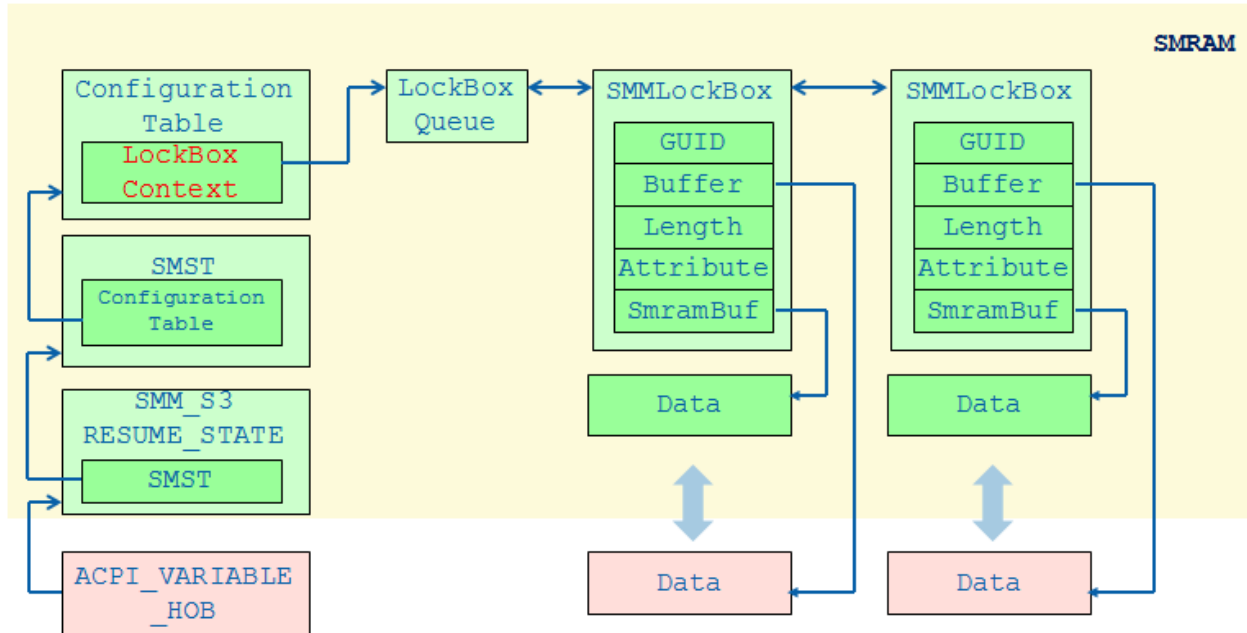 SMRAM
Configuration
Table
LockBox
Context
LockBox
Queue
SMMLockBox
GUID
Buffer
Length
Attribute
SmramBuf
Data
SMMLockBox
GUID
Buffer
Length
Attribute
SmramBuf
Data
SMST
Configuration
Table
SMM_S3
RESUME_STATE
SMST
ACPI_VARIABLE
_HOB
Data
Data